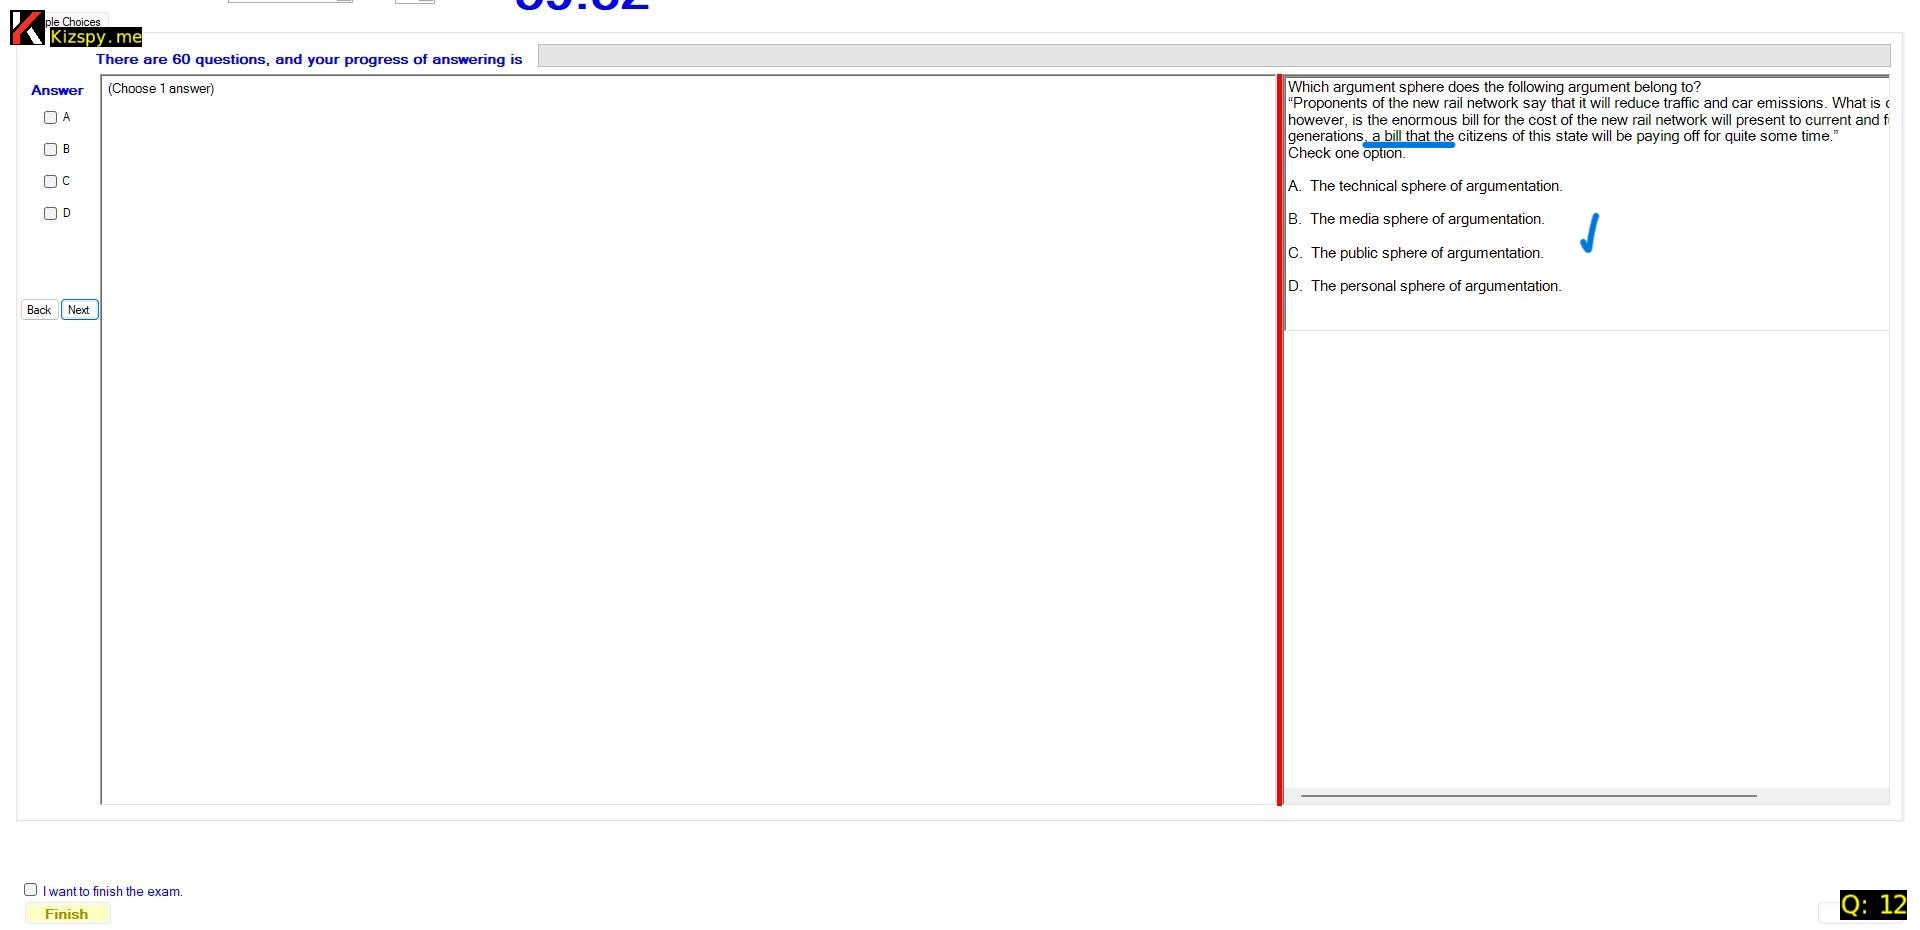 ple Choices
Kizspy.me
There are 60 questions, and your progress of answering is
Answer
(Choose 1 answer)
A
B
C
D
Back
Next
Which argument sphere does the following argument belong to?
“Proponents of the new rail network say that it will reduce traffic and car emissions. What is
however, is the enormous bill for the cost of the new rail network will present to current and
generations, a bill that the citizens of this state will be paying off for quite some time.”
Check one option.
A. The technical sphere of argumentation.
B. The media sphere of argumentation.
C. The public sphere of argumentation.
D. The personal sphere of argumentation.
I want to finish the exam.
Finish
Q: 12